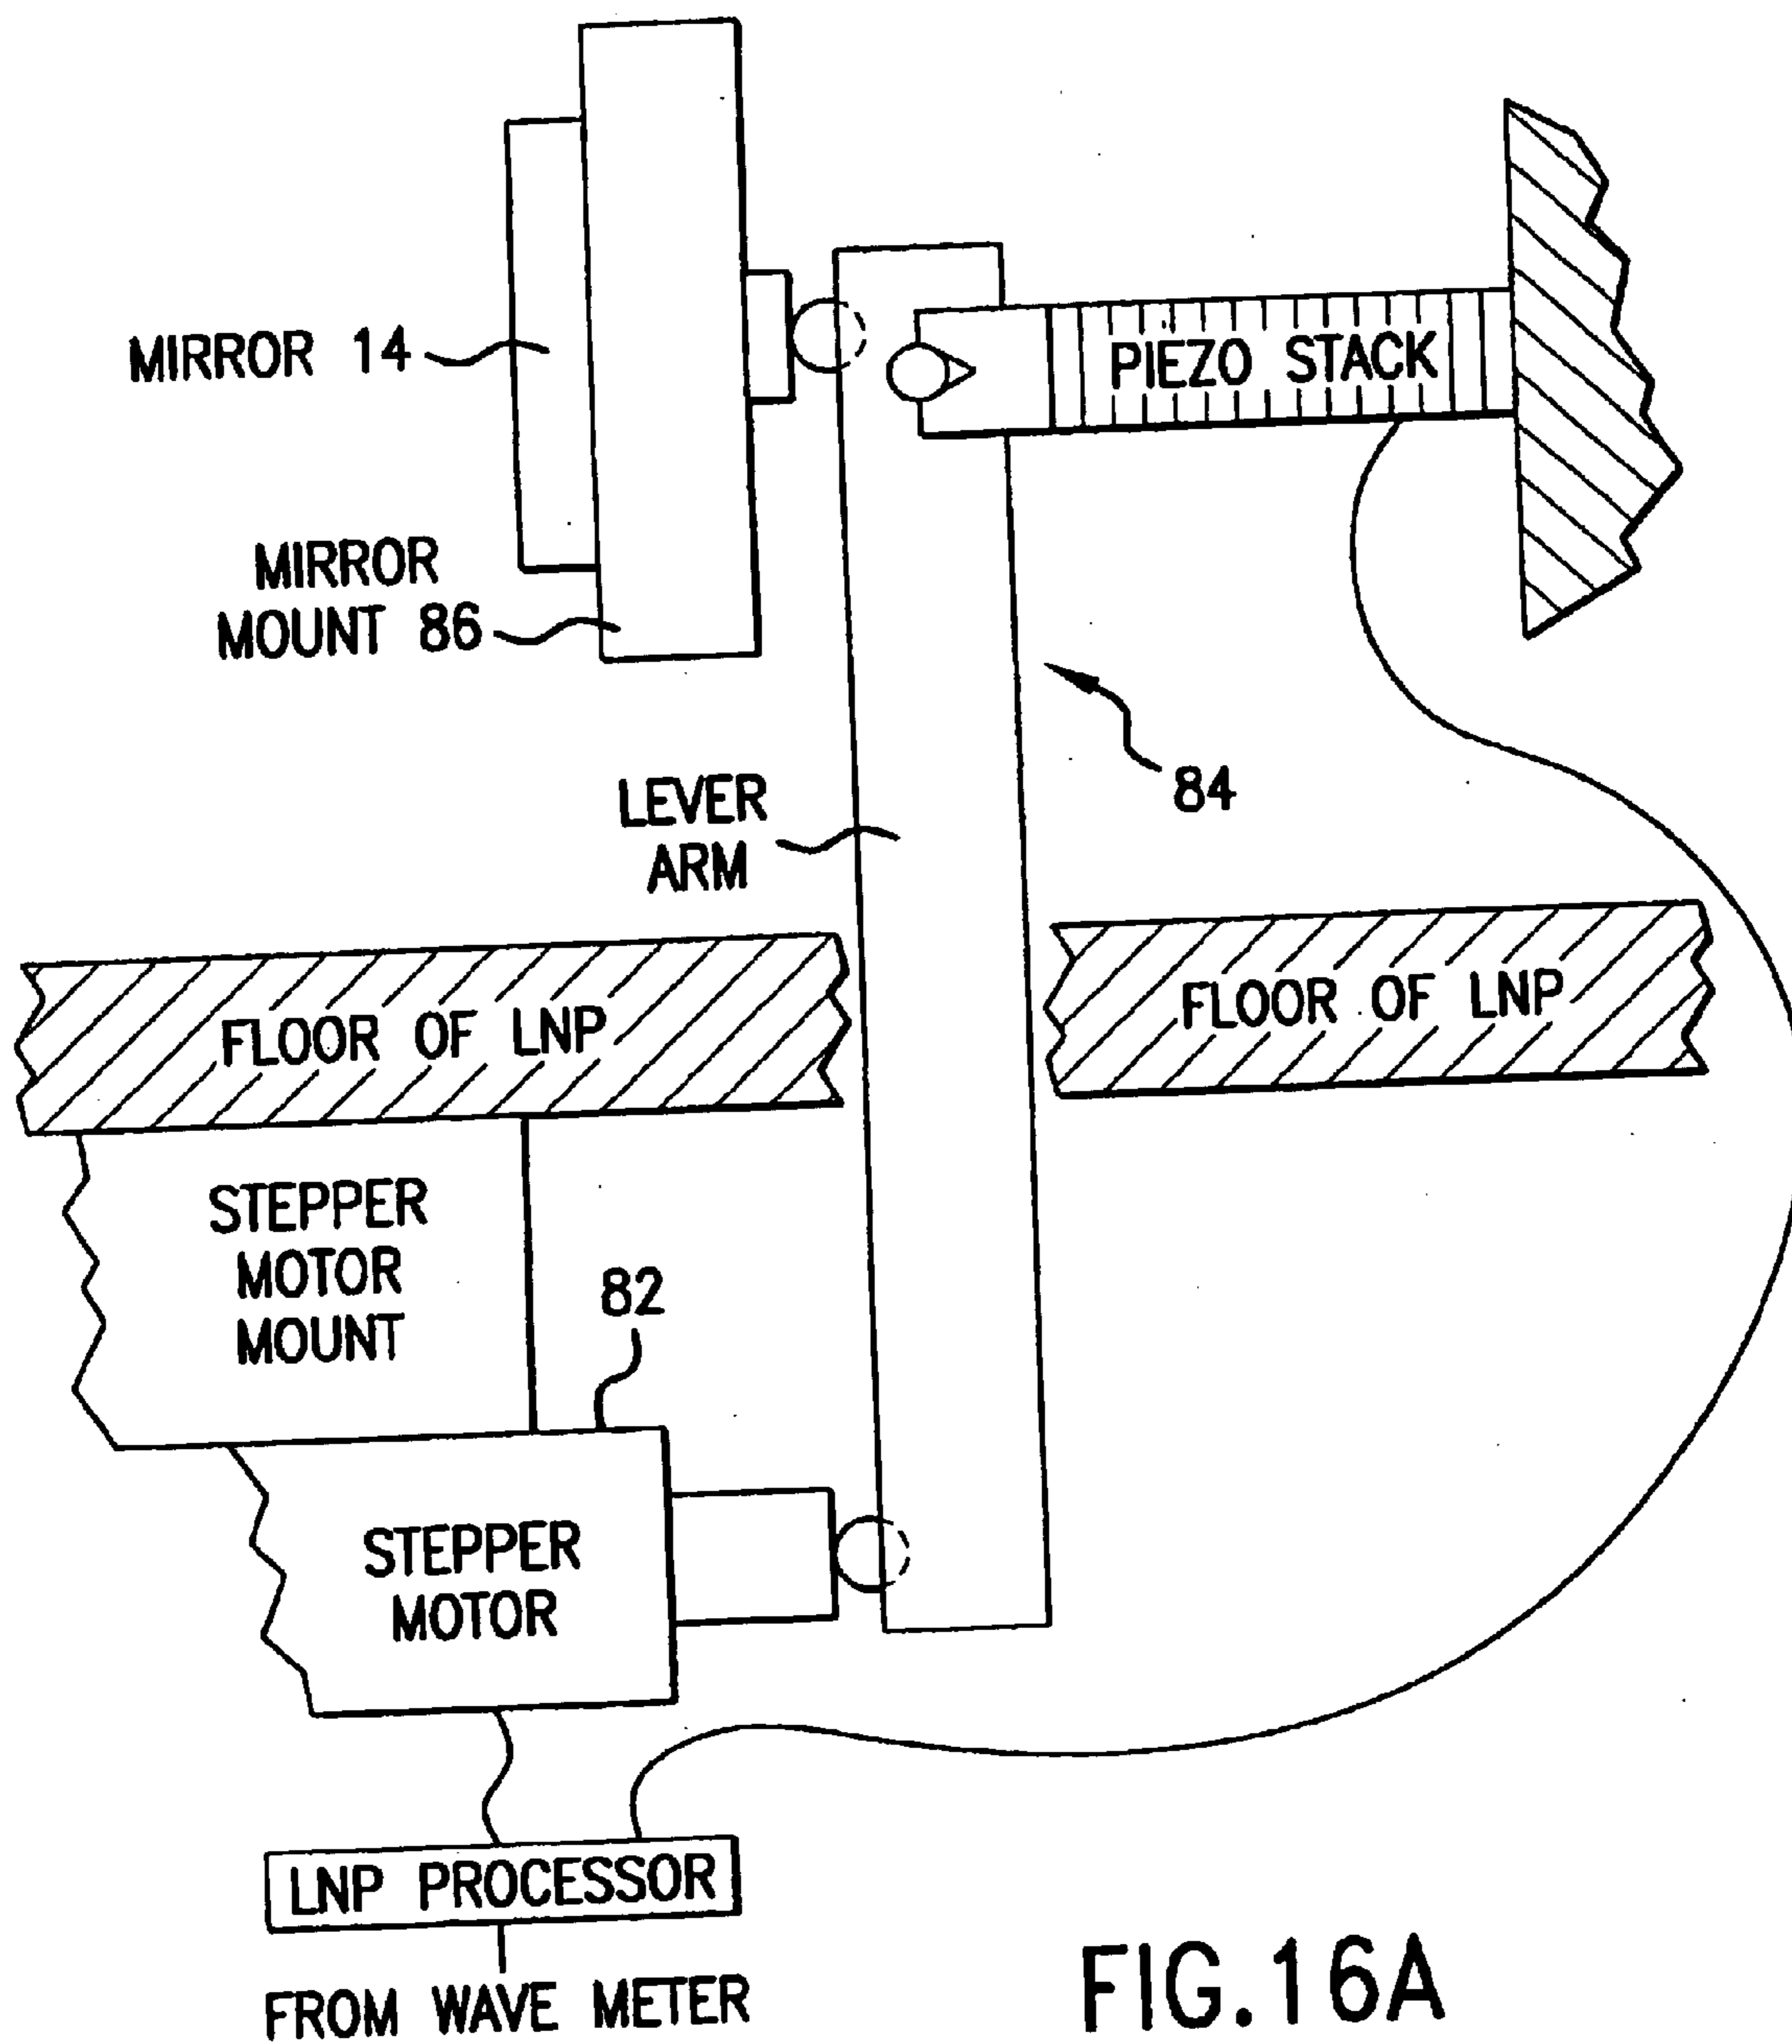 PIEZO STACK
MIRROR 14
MIRROR
MOUNT 86
84
LEVER
ARM
FLOOR OF LNP
FLOOR OF LNP
STEPPER
MOTOR
MOUNT
82
STEPPER
MOTOR
LNP PROCESSOR
FROM WAVE METER
FIG.16A